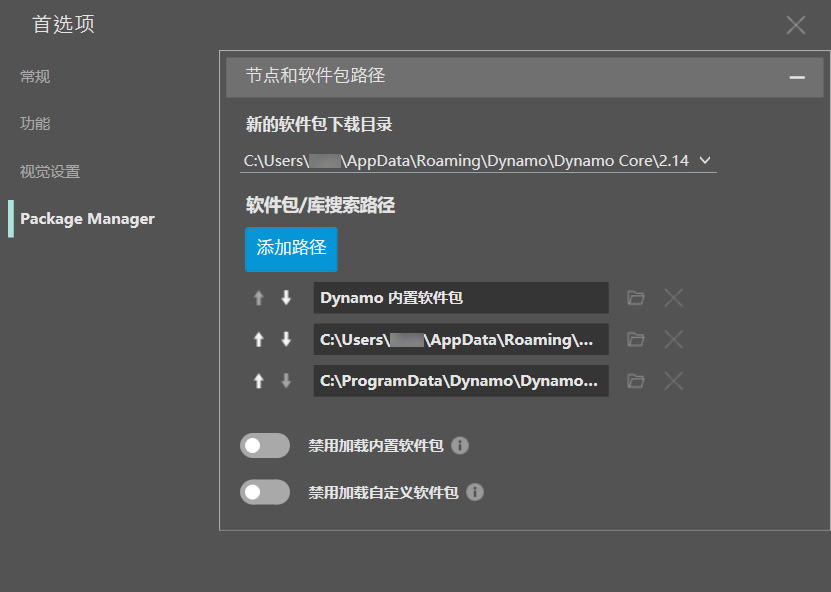 首选项
常规
功能
视觉设置
Package Manager
节点和软件包路径
新的软件包下载目录
C:\Users\ \AppData\Roaming\Dynamo\Dynamo Core\2.14
软件包/库搜索路径
添加路径
Dynamo 内置软件包
C:\Users\ \AppData\Roaming\...
C:\ProgramData\Dynamo\Dynamo...
禁用加载内置软件包
禁用加载自定义软件包